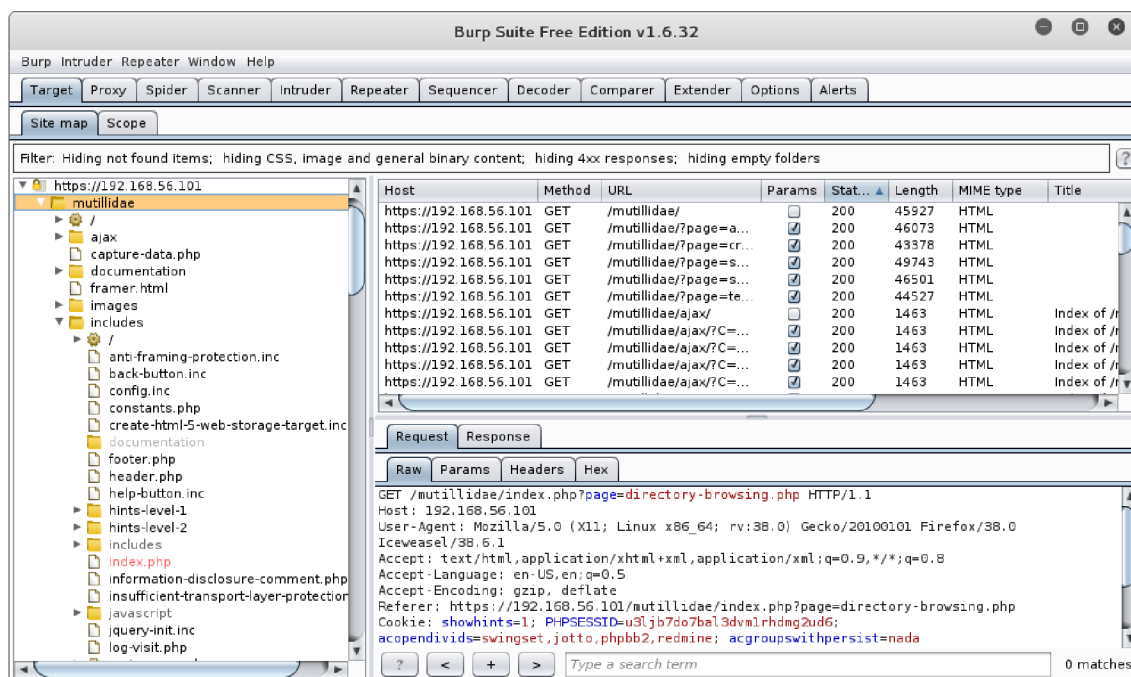 Burp Suite Free Edition v1.6.32
Burp Intruder Repeater Window Help
Target Proxy Spider Scanner Intruder Repeater Sequencer Decoder Comparer Extender Options Alerts
Site map Scope
Filter: Hiding not found items; hiding CSS, image and general binary content; hiding 4xx responses; hiding empty folders ?
https://192.168.56.101
mutillidae
/
ajax
capture-data.php
documentation
framer.html
images
includes
/
anti-framing-protection.inc
back-button.inc
config.inc
constants.php
create-html-5-web-storage-target.inc
documentation
footer.php
header.php
help-button.inc
hints-level-1
hints-level-2
includes
index.php
information-disclosure-comment.php
insufficient-transport-layer-protection
javascript
jquery-init.inc
log-visit.php
Host Method URL Params Stat... Length MIME type Title
https://192.168.56.101 GET /mutillidae/ 200 45927 HTML
https://192.168.56.101 GET /mutillidae/?page=a... 200 46073 HTML
https://192.168.56.101 GET /mutillidae/?page=cr... 200 43378 HTML
https://192.168.56.101 GET /mutillidae/?page=s... 200 49743 HTML
https://192.168.56.101 GET /mutillidae/?page=s... 200 46501 HTML
https://192.168.56.101 GET /mutillidae/?page=te... 200 44527 HTML
https://192.168.56.101 GET /mutillidae/ajax/ 200 1463 HTML Index of /
https://192.168.56.101 GET /mutillidae/ajax/?C=... 200 1463 HTML Index of /
https://192.168.56.101 GET /mutillidae/ajax/?C=... 200 1463 HTML Index of /
https://192.168.56.101 GET /mutillidae/ajax/?C=... 200 1463 HTML Index of /
https://192.168.56.101 GET /mutillidae/ajax/?C=... 200 1463 HTML Index of /
Request Response
Raw Params Headers Hex
GET /mutillidae/index.php?page=directory-browsing.php HTTP/1.1
Host: 192.168.56.101
User-Agent: Mozilla/5.0 (X11; Linux x86_64; rv:38.0) Gecko/20100101 Firefox/38.0
Iceweasel/38.6.1
Accept: text/html,application/xhtml+xml,application/xml;q=0.9,*/*;q=0.8
Accept-Language: en-US,en;q=0.5
Accept-Encoding: gzip, deflate
Referer: https://192.168.56.101/mutillidae/index.php?page=directory-browsing.php
Cookie: showhints=1; PHPSESSID=u3ljb7do7bal3dvm1rhdmg2ud6;
acopendivids=swingset,jotto,phpbb2,redmine; acgroupswithpersist=nada
? < + > Type a search term 0 matches